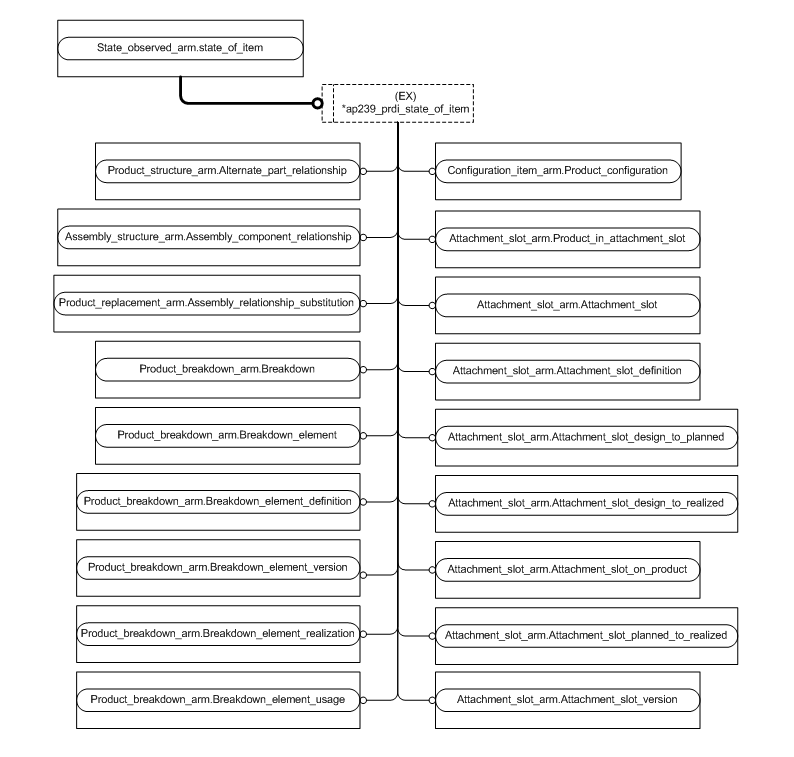 State_observed_arm.state_of_item
(EX)
*ap239_prdi_state_of_item
Product_structure_arm.Alternate_part_relationship
Configuration_item_arm.Product_configuration
Assembly_structure_arm.Assembly_component_relationship
Attachment_slot_arm.Product_in_attachment_slot
Product_replacement_arm.Assembly_relationship_substitution
Attachment_slot_arm.Attachment_slot
Product_breakdown_arm.Breakdown
Attachment_slot_arm.Attachment_slot_definition
Product_breakdown_arm.Breakdown_element
Attachment_slot_arm.Attachment_slot_design_to_planned
Product_breakdown_arm.Breakdown_element_definition
Attachment_slot_arm.Attachment_slot_design_to_realized
Product_breakdown_arm.Breakdown_element_version
Attachment_slot_arm.Attachment_slot_on_product
Product_breakdown_arm.Breakdown_element_realization
Attachment_slot_arm.Attachment_slot_planned_to_realized
Product_breakdown_arm.Breakdown_element_usage
Attachment_slot_arm.Attachment_slot_version